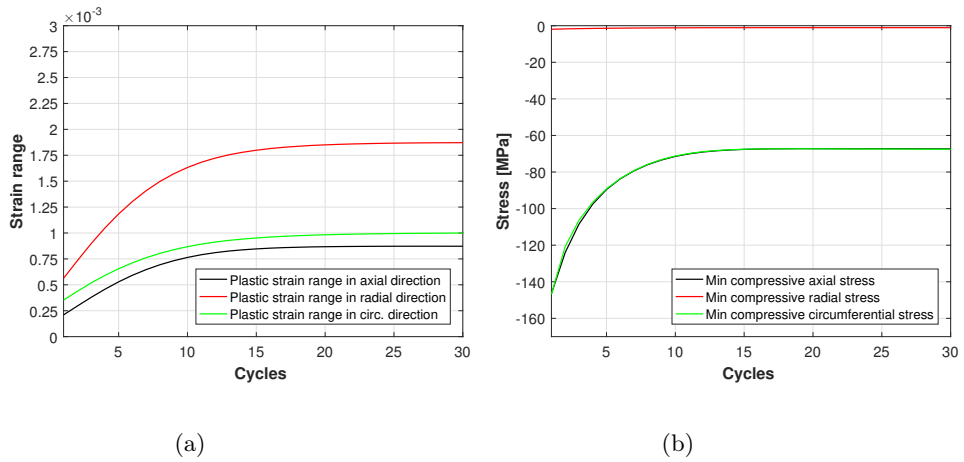 ×10⁻³
3
2.75
2.5
2.25
2
1.75
1.5
1.25
1
0.75
0.5
0.25
0
Strain range
5 10 15 20 25 30
Cycles
Plastic strain range in axial direction
Plastic strain range in radial direction
Plastic strain range in circ. direction
(a)
0
-20
-40
-60
-80
-100
-120
-140
-160
Stress [MPa]
5 10 15 20 25 30
Cycles
Min compressive axial stress
Min compressive radial stress
Min compressive circumferential stress
(b)